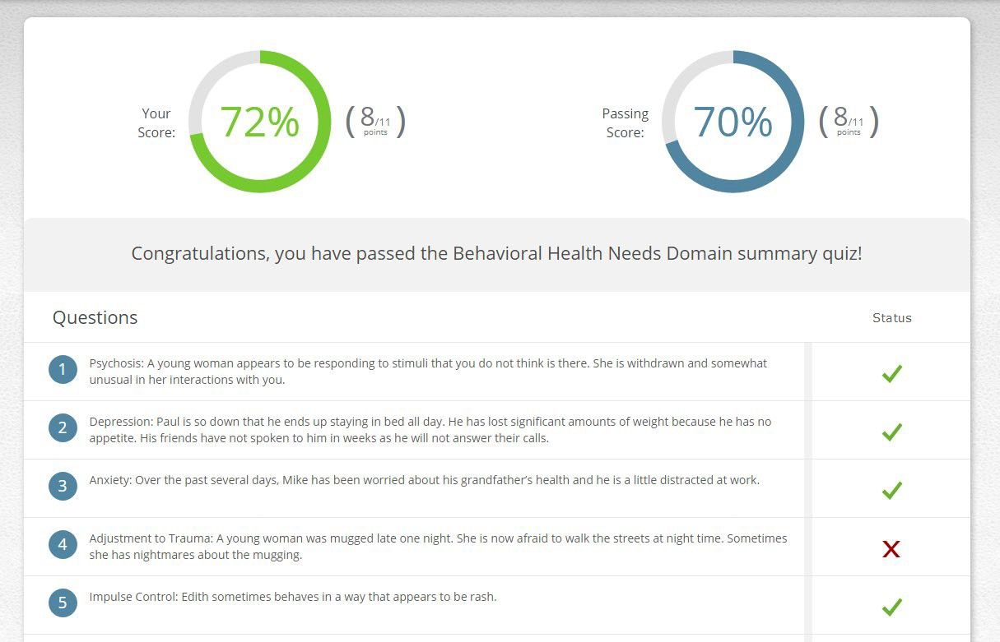 Your
Score:
72%
( 8/11 )
points
Passing
Score:
70%
( 8/11 )
points
Congratulations, you have passed the Behavioral Health Needs Domain summary quiz!
Questions
Status
1
Psychosis: A young woman appears to be responding to stimuli that you do not think is there. She is withdrawn and somewhat
unusual in her interactions with you.
2
Depression: Paul is so down that he ends up staying in bed all day. He has lost significant amounts of weight because he has no
appetite. His friends have not spoken to him in weeks as he will not answer their calls.
3
Anxiety: Over the past several days, Mike has been worried about his grandfather’s health and he is a little distracted at work.
4
Adjustment to Trauma: A young woman was mugged late one night. She is now afraid to walk the streets at night time. Sometimes
she has nightmares about the mugging.
5
Impulse Control: Edith sometimes behaves in a way that appears to be rash.